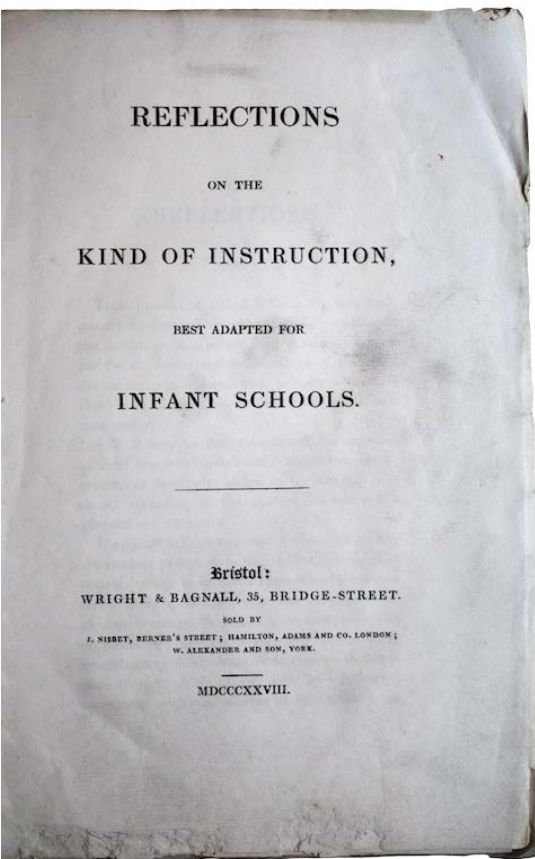 REFLECTIONS
ON THE
KIND OF INSTRUCTION,
BEST ADAPTED FOR
INFANT SCHOOLS.
Bristol:
WRIGHT & BAGNALL, 35, BRIDGE-STREET.
SOLD BY
J. NISBET, BERNER'S STREET; HAMILTON, ADAMS AND CO. LONDON;
W. ALEXANDER AND SON, YORK.
MDCCCXXVIII.